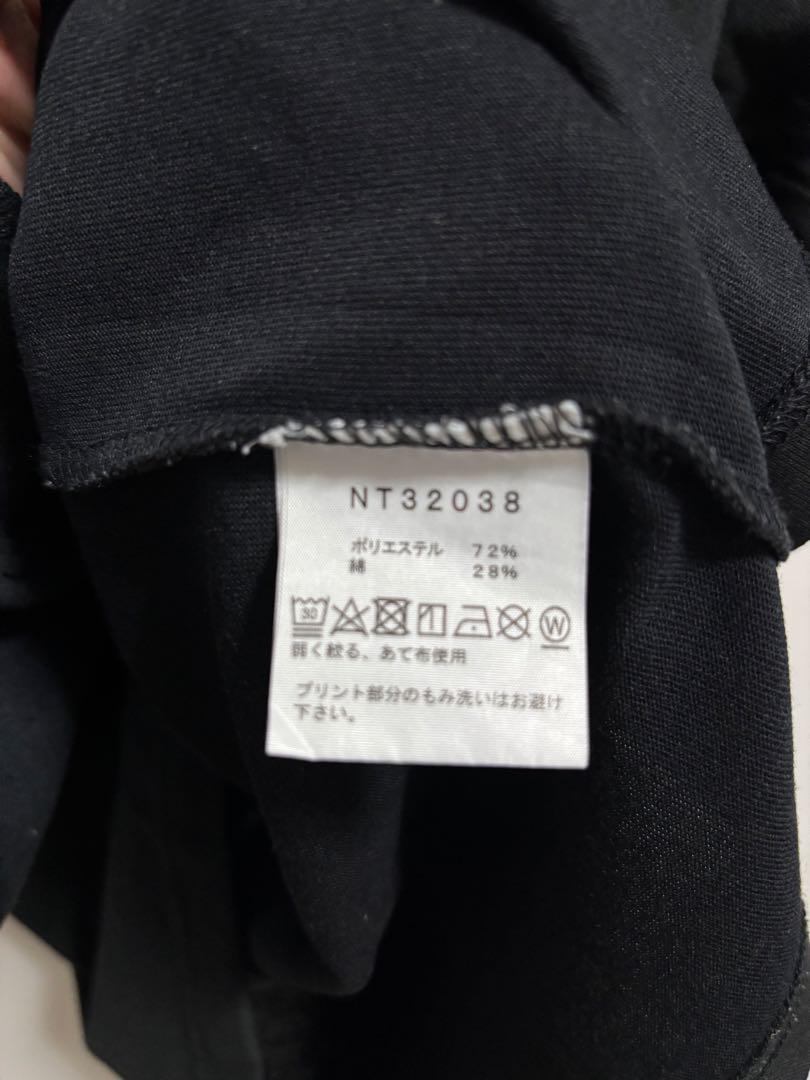 NT32038
ポリエステル 72%
綿 28%
30 W
弱く絞る、あて布使用
プリント部分のもみ洗いはお避け
下さい。